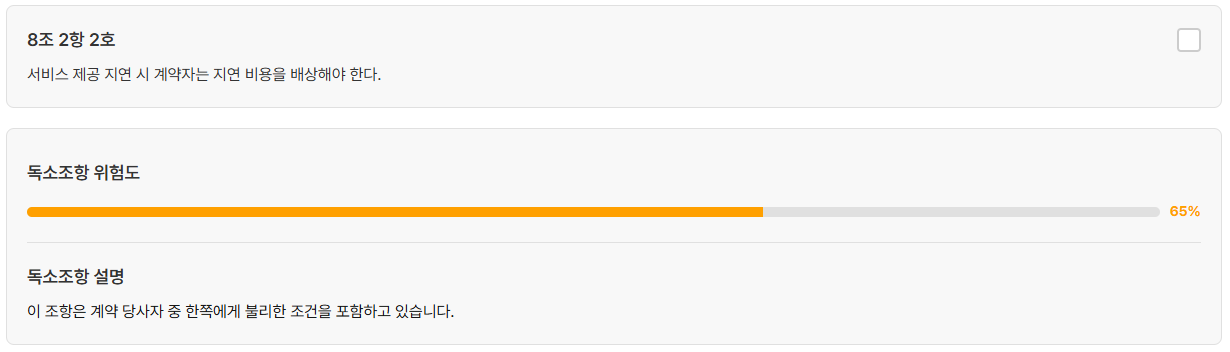 8조 2항 2호
서비스 제공 지연 시 계약자는 지연 비용을 배상해야 한다.
독소조항 위험도
65%
독소조항 설명
이 조항은 계약 당사자 중 한쪽에게 불리한 조건을 포함하고 있습니다.